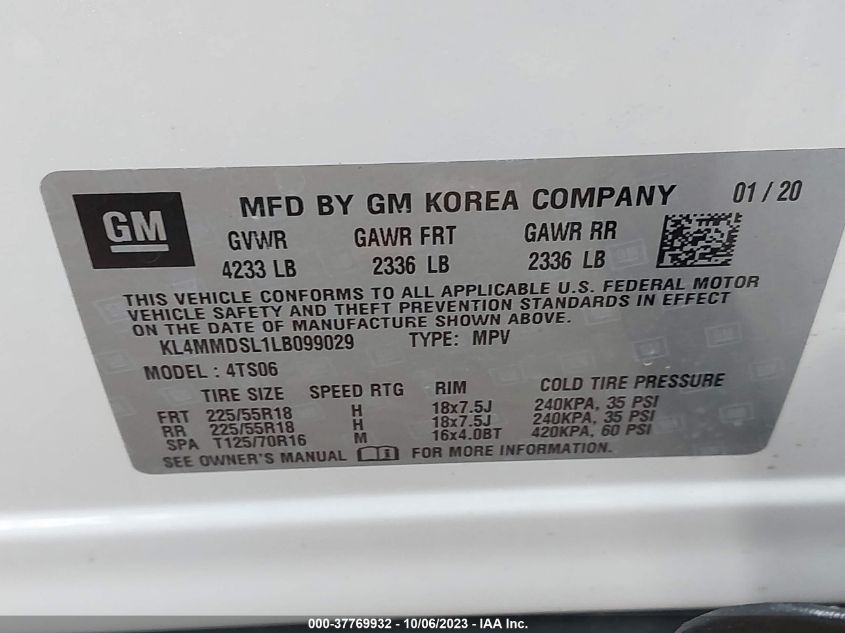 GM
MFD BY GM KOREA COMPANY 01 / 20
GVWR GAWR FRT GAWR RR
4233 LB 2336 LB 2336 LB
THIS VEHICLE CONFORMS TO ALL APPLICABLE U.S. FEDERAL MOTOR
VEHICLE SAFETY AND THEFT PREVENTION STANDARDS IN EFFECT
ON THE DATE OF MANUFACTURE SHOWN ABOVE.
KL4MMDSL1LB099029 TYPE: MPV
MODEL : 4TS06
TIRE SIZE SPEED RTG RIM COLD TIRE PRESSURE
FRT 225/55R18 H 18x7.5J 240KPA, 35 PSI
RR 225/55R18 H 18x7.5J 240KPA, 35 PSI
SPA T125/70R16 M 16x4.0BT 420KPA, 60 PSI
SEE OWNER'S MANUAL FOR MORE INFORMATION.
000-37769932 - 10/06/2023 - IAA Inc.